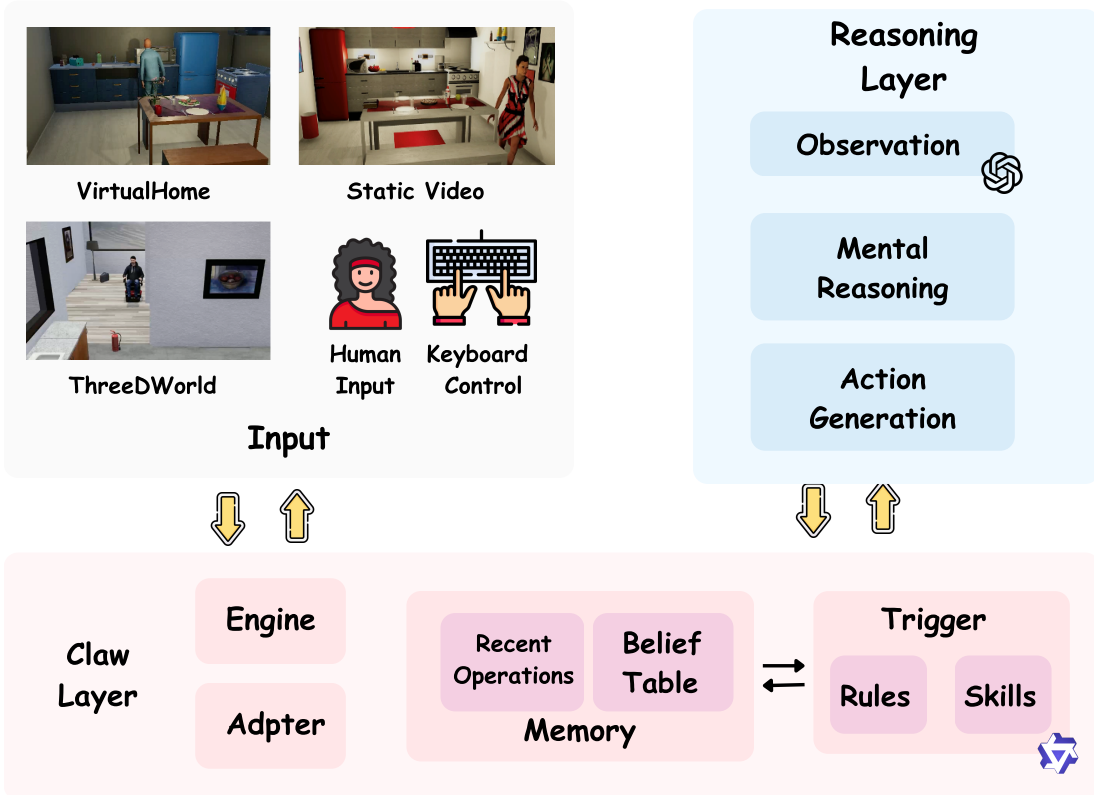 VirtualHome
Static Video
ThreeDWorld
Human
Input
Keyboard
Control
Input
Reasoning
Layer
Observation
Mental
Reasoning
Action
Generation
Claw
Layer
Engine
Adpter
Recent
Operations
Belief
Table
Memory
Trigger
Rules
Skills